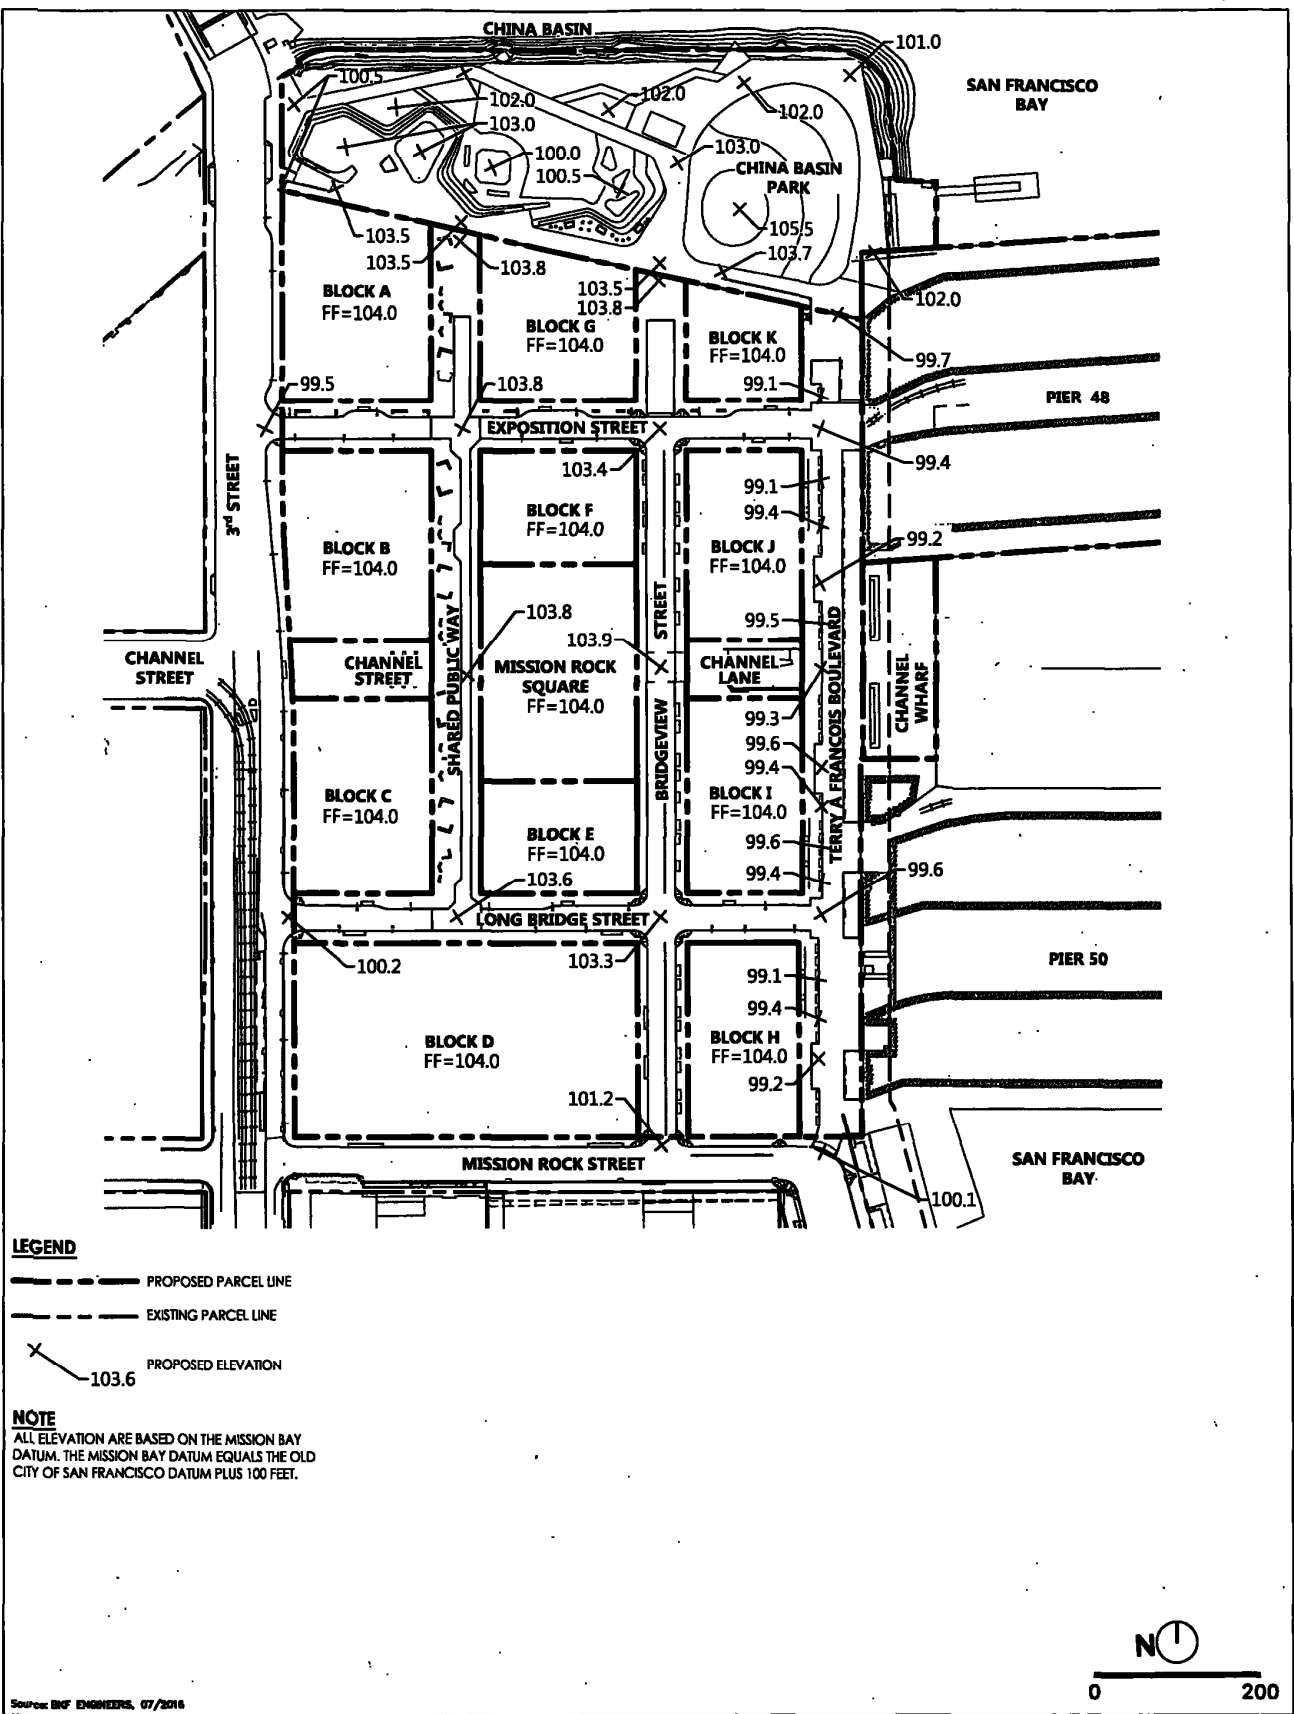 CHINA BASIN
101.0
SAN FRANCISCO
BAY
100.5
102.0
102.0
102.0
103.0
100.0
100.5
103.0
CHINA BASIN
PARK
105.5
103.5
103.5
103.8
103.7
102.0
103.5
103.8
BLOCK A
FF=104.0
BLOCK G
FF=104.0
BLOCK K
FF=104.0
99.7
99.5
103.8
99.1
PIER 48
EXPOSITION STREET
103.4
99.4
3rd STREET
99.1
99.4
BLOCK F
FF=104.0
BLOCK B
FF=104.0
BLOCK J
FF=104.0
99.2
103.8
STREET
99.5
103.9
CHANNEL
STREET
CHANNEL
STREET
SHARED PUBLIC WAY
MISSION ROCK
SQUARE
FF=104.0
CHANNEL
LANE
TERRY A FRANCOIS BOULEVARD
CHANNEL
WHARF
99.3
99.6
99.4
BRIDGEVIEW
BLOCK C
FF=104.0
BLOCK I
FF=104.0
BLOCK E
FF=104.0
99.6
99.4
99.6
103.6
LONG BRIDGE STREET
100.2
103.3
PIER 50
99.1
99.4
BLOCK D
FF=104.0
BLOCK H
FF=104.0
99.2
101.2
MISSION ROCK STREET
SAN FRANCISCO
BAY
100.1
LEGEND
PROPOSED PARCEL LINE
EXISTING PARCEL LINE
103.6
PROPOSED ELEVATION
NOTE
ALL ELEVATION ARE BASED ON THE MISSION BAY
DATUM. THE MISSION BAY DATUM EQUALS THE OLD
CITY OF SAN FRANCISCO DATUM PLUS 100 FEET.
N
0 200
Source: BKF ENGINEERS, 07/2016